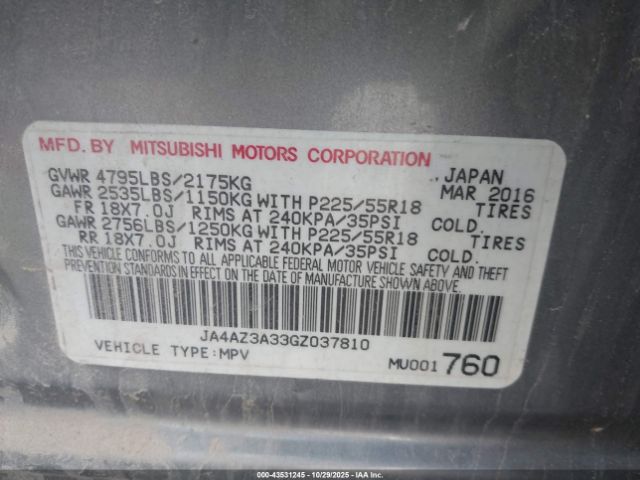 MFD. BY MITSUBISHI MOTORS CORPORATION
GVWR 4795LBS/2175KG JAPAN
GAWR 2535LBS/1150KG WITH P225/55R18 MAR 2016
FR 18X7.0J RIMS AT 240KPA/35PSI COLD. TIRES
GAWR 2756LBS/1250KG WITH P225/55R18
RR 18X7.0J RIMS AT 240KPA/35PSI COLD. TIRES
THIS VEHICLE CONFORMS TO ALL APPLICABLE FEDERAL MOTOR VEHICLE SAFETY AND THEFT
PREVENTION STANDARDS IN EFFECT ON THE DATE OF MANUFACTURE SHOWN ABOVE.
JA4AZ3A33GZ037810
VEHICLE TYPE:MPV MU001 760
© - 43531245 - 10/29/2025 - IAA, Inc.